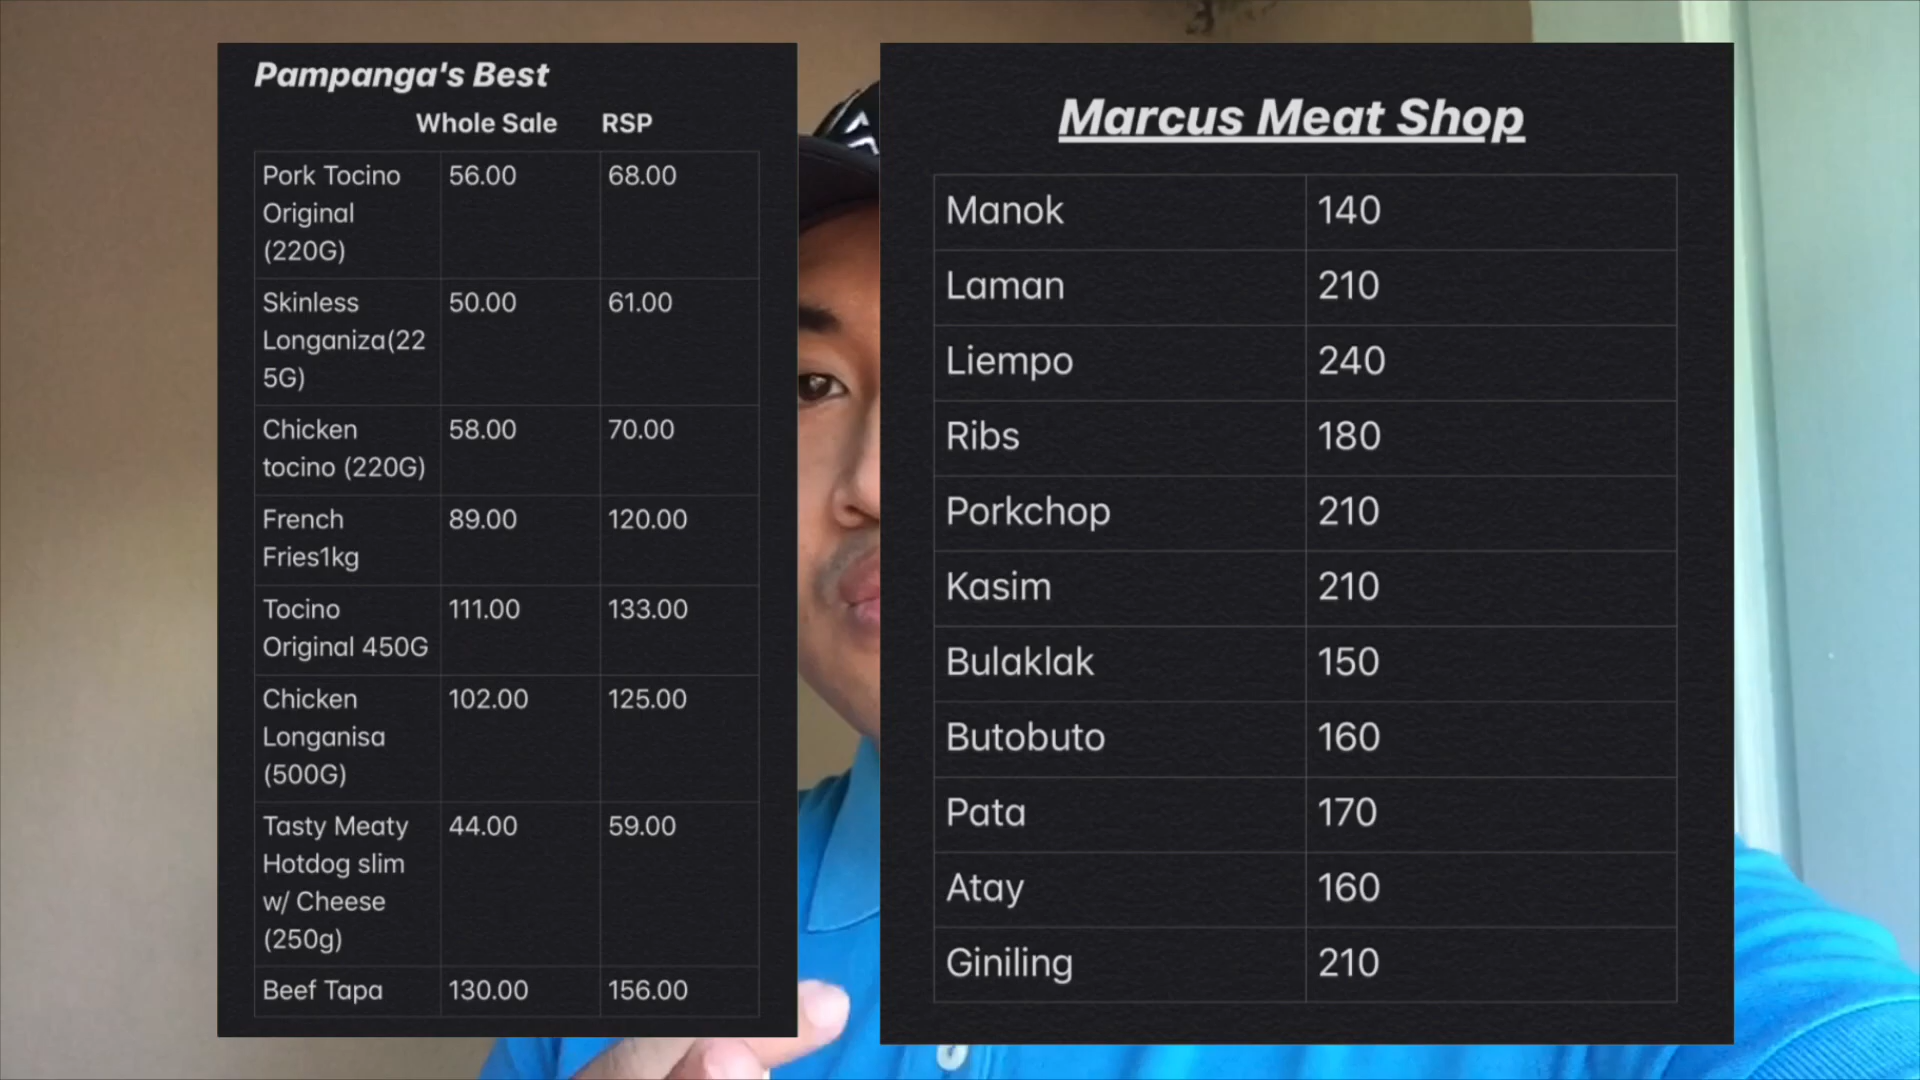 Pampanga's Best
Whole Sale RSP
Pork Tocino 56.00 68.00
Original
(220G)
Skinless 50.00 61.00
Longaniza(22
5G)
Chicken 58.00 70.00
tocino (220G)
French 89.00 120.00
Fries1kg
Tocino 111.00 133.00
Original 450G
Chicken 102.00 125.00
Longanisa
(500G)
Tasty Meaty 44.00 59.00
Hotdog slim
w/ Cheese
(250g)
Beef Tapa 130.00 156.00
Marcus Meat Shop
Manok 140
Laman 210
Liempo 240
Ribs 180
Porkchop 210
Kasim 210
Bulaklak 150
Butobuto 160
Pata 170
Atay 160
Giniling 210